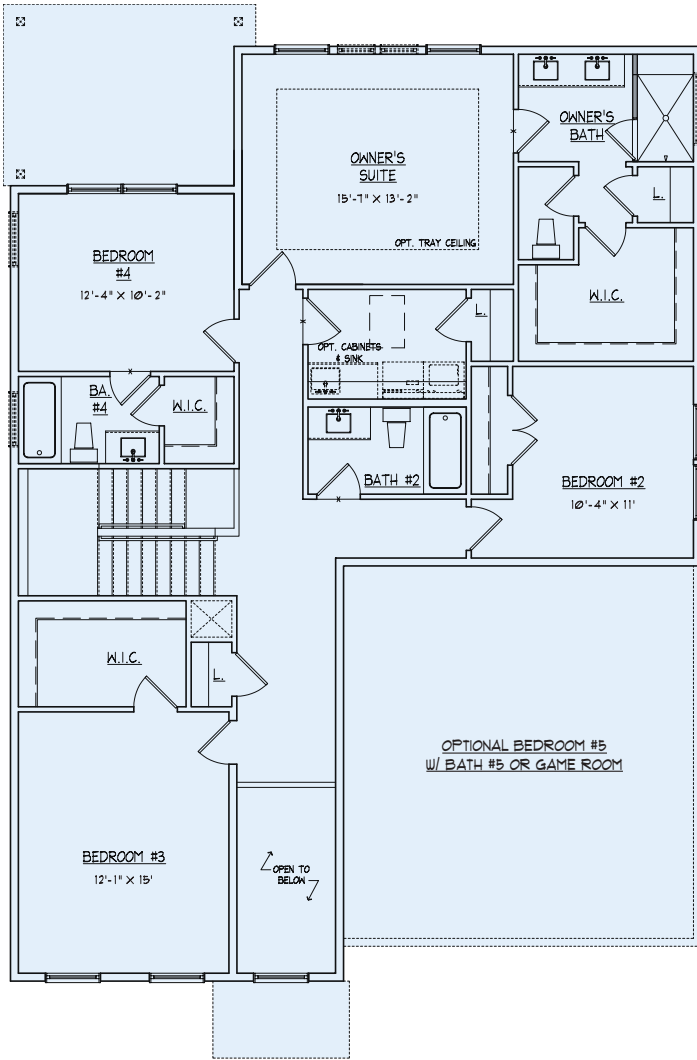 OWNER'S
BATH
OWNER'S
SUITE
15'-7" X 13'-2"
OPT. TRAY CEILING
L.
BEDROOM
#4
12'-4" X 10'-2"
W.I.C.
L.
OPT. CABINETS
& SINK
BA.
#4
W.I.C.
BATH #2
BEDROOM #2
10'-4" X 11'
W.I.C.
L.
OPTIONAL BEDROOM #5
W/ BATH #5 OR GAME ROOM
BEDROOM #3
12'-1" X 15'
OPEN TO
BELOW